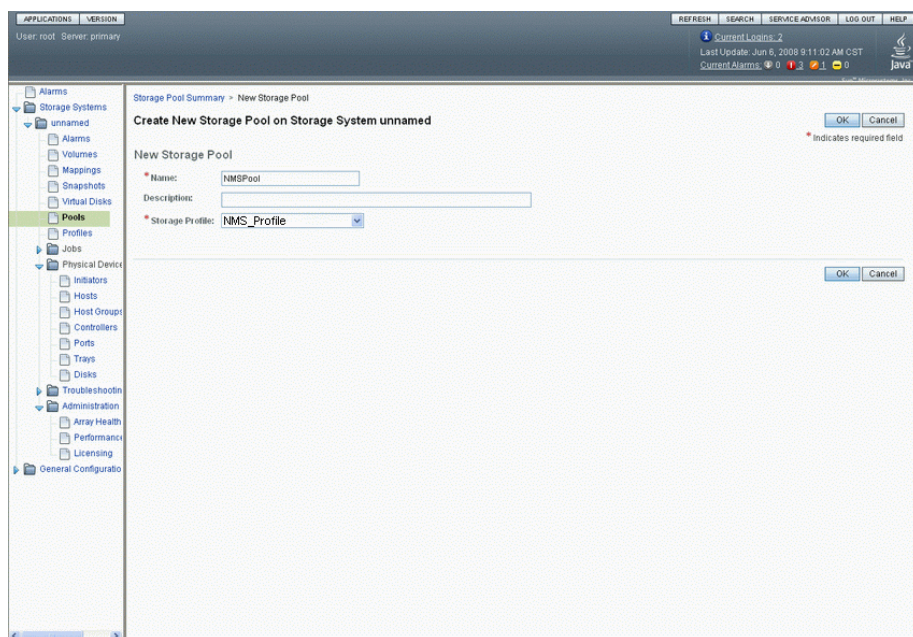 APPLICATIONS VERSION
REFRESH SEARCH SERVICE ADVISOR LOG OUT HELP
User: root Server: primary
Current Logins: 2
Last Update: Jun 6, 2008 9:11:02 AM CST
Current Alarms: 0 3 1 0
Java
Alarms
Storage Systems
unnamed
Alarms
Volumes
Mappings
Snapshots
Virtual Disks
Pools
Profiles
Jobs
Physical Device
Initiators
Hosts
Host Groups
Controllers
Ports
Trays
Disks
Troubleshootin
Administration
Array Health
Performance
Licensing
General Configuratio
Storage Pool Summary > New Storage Pool
Create New Storage Pool on Storage System unnamed
OK Cancel
* Indicates required field
New Storage Pool
* Name: NMSPool
Description:
* Storage Profile: NMS_Profile
OK Cancel